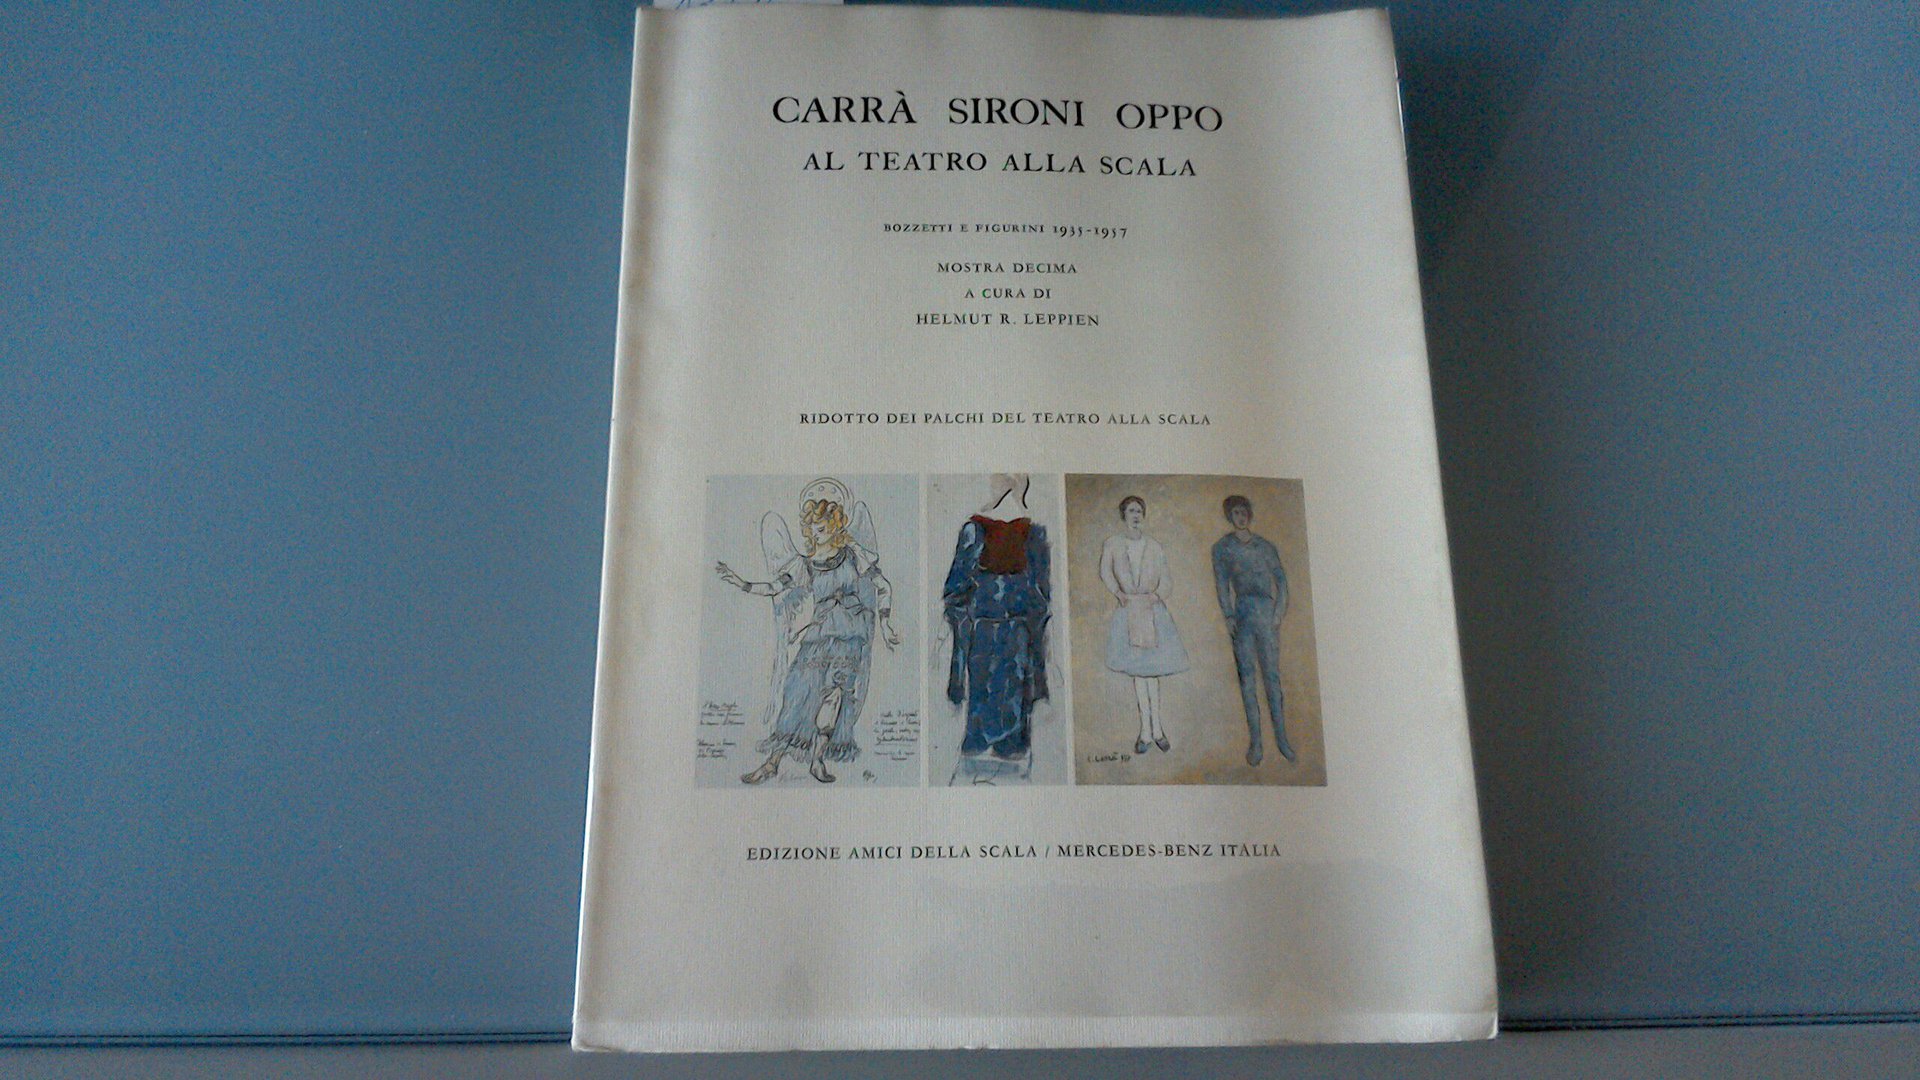 CARRÀ SIRONI OPPO
AL TEATRO ALLA SCALA
BOZZETTI E FIGURINI 1935-1957
MOSTRA DECIMA
A CURA DI
HELMUT R. LEPPIEN
RIDOTTO DEI PALCHI DEL TEATRO ALLA SCALA
EDIZIONE AMICI DELLA SCALA / MERCEDES-BENZ ITALIA